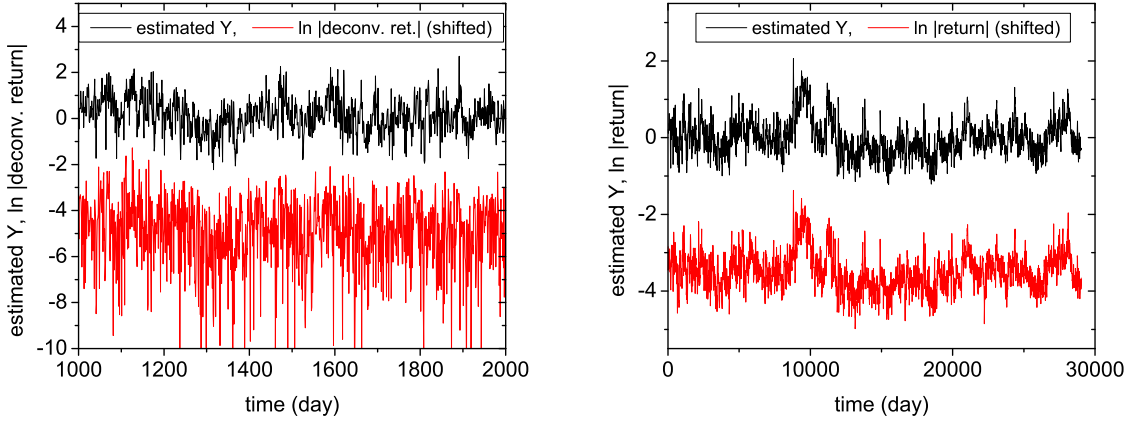 estimated Y, ln |deconv. ret.| (shifted)
estimated Y, ln |deconv. return|
4
2
0
-2
-4
-6
-8
-10
1000 1200 1400 1600 1800 2000
time (day)
estimated Y, ln |return| (shifted)
estimated Y, ln |return|
2
0
-2
-4
0 10000 20000 30000
time (day)